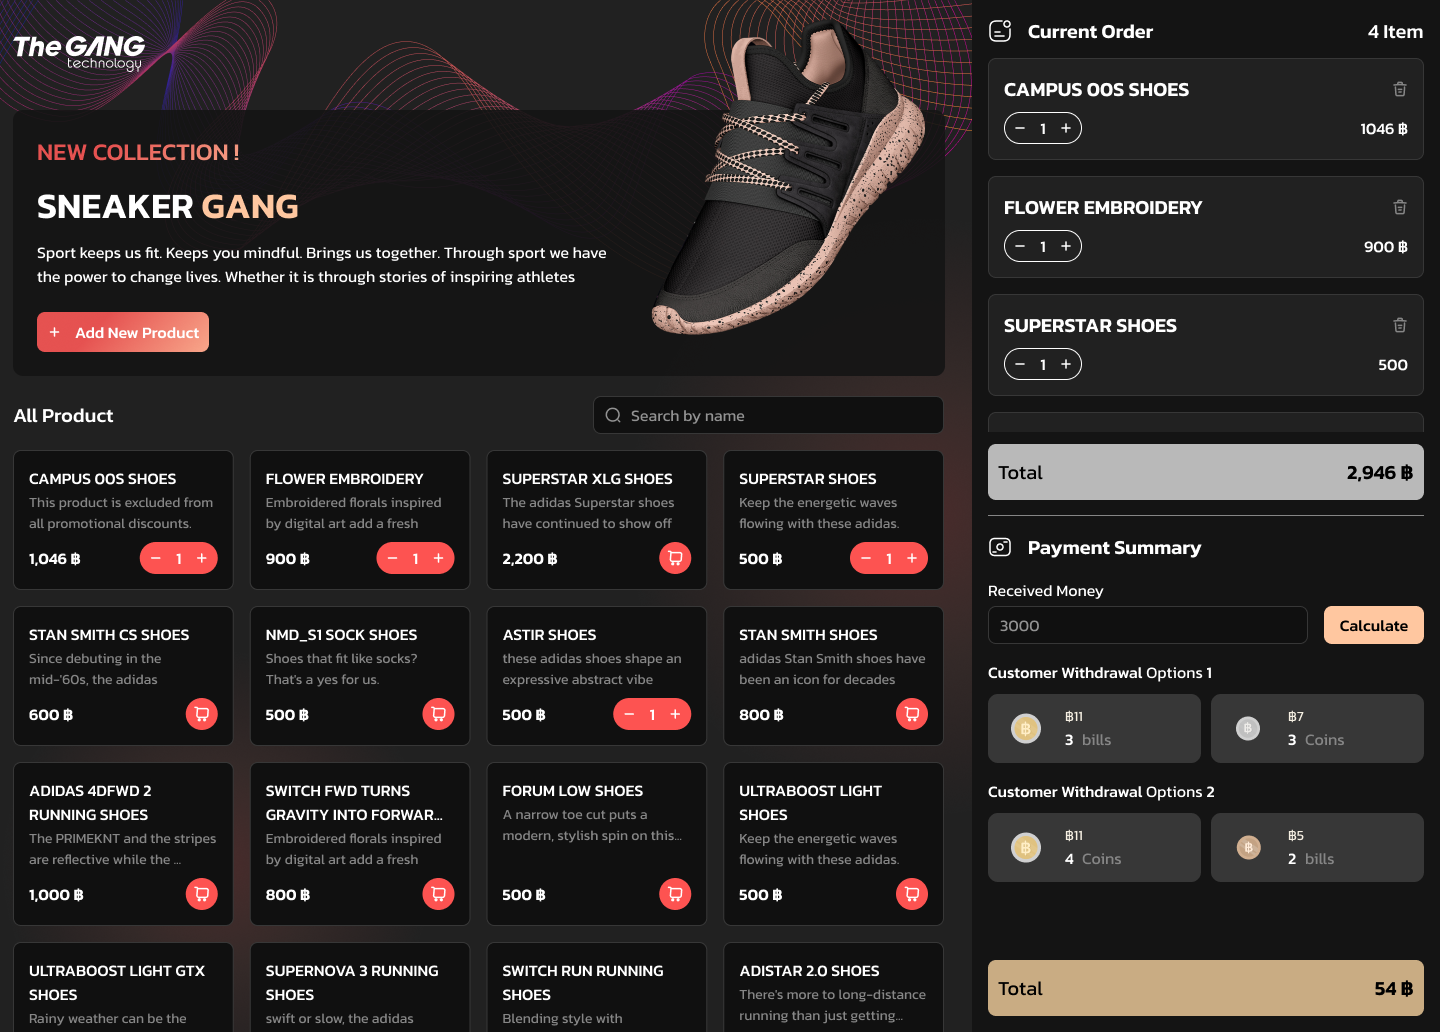 The GANG
technology
NEW COLLECTION !
SNEAKER GANG
Sport keeps us fit. Keeps you mindful. Brings us together. Through sport we have
the power to change lives. Whether it is through stories of inspiring athletes
+ Add New Product
All Product
Search by name
CAMPUS 00S SHOES
This product is excluded from
all promotional discounts.
1,046 ฿
− 1 +
FLOWER EMBROIDERY
Embroidered florals inspired
by digital art add a fresh
900 ฿
− 1 +
SUPERSTAR XLG SHOES
The adidas Superstar shoes
have continued to show off
2,200 ฿
SUPERSTAR SHOES
Keep the energetic waves
flowing with these adidas.
500 ฿
− 1 +
STAN SMITH CS SHOES
Since debuting in the
mid-'60s, the adidas
600 ฿
NMD_S1 SOCK SHOES
Shoes that fit like socks?
That's a yes for us.
500 ฿
ASTIR SHOES
these adidas shoes shape an
expressive abstract vibe
500 ฿
− 1 +
STAN SMITH SHOES
adidas Stan Smith shoes have
been an icon for decades
800 ฿
ADIDAS 4DFWD 2
RUNNING SHOES
The PRIMEKNT and the stripes
are reflective while the ...
1,000 ฿
SWITCH FWD TURNS
GRAVITY INTO FORWAR...
Embroidered florals inspired
by digital art add a fresh
800 ฿
FORUM LOW SHOES
A narrow toe cut puts a
modern, stylish spin on this...
500 ฿
ULTRABOOST LIGHT
SHOES
Keep the energetic waves
flowing with these adidas.
500 ฿
ULTRABOOST LIGHT GTX
SHOES
Rainy weather can be the
SUPERNOVA 3 RUNNING
SHOES
swift or slow, the adidas
SWITCH RUN RUNNING
SHOES
Blending style with
ADISTAR 2.0 SHOES
There's more to long-distance
running than just getting...
Current Order
4 Item
CAMPUS 00S SHOES
− 1 +
1046 ฿
FLOWER EMBROIDERY
− 1 +
900 ฿
SUPERSTAR SHOES
− 1 +
500
Total
2,946 ฿
Payment Summary
Received Money
3000
Calculate
Customer Withdrawal Options 1
฿
฿11
3 bills
฿
฿7
3 Coins
Customer Withdrawal Options 2
฿
฿11
4 Coins
฿
฿5
2 bills
Total
54 ฿